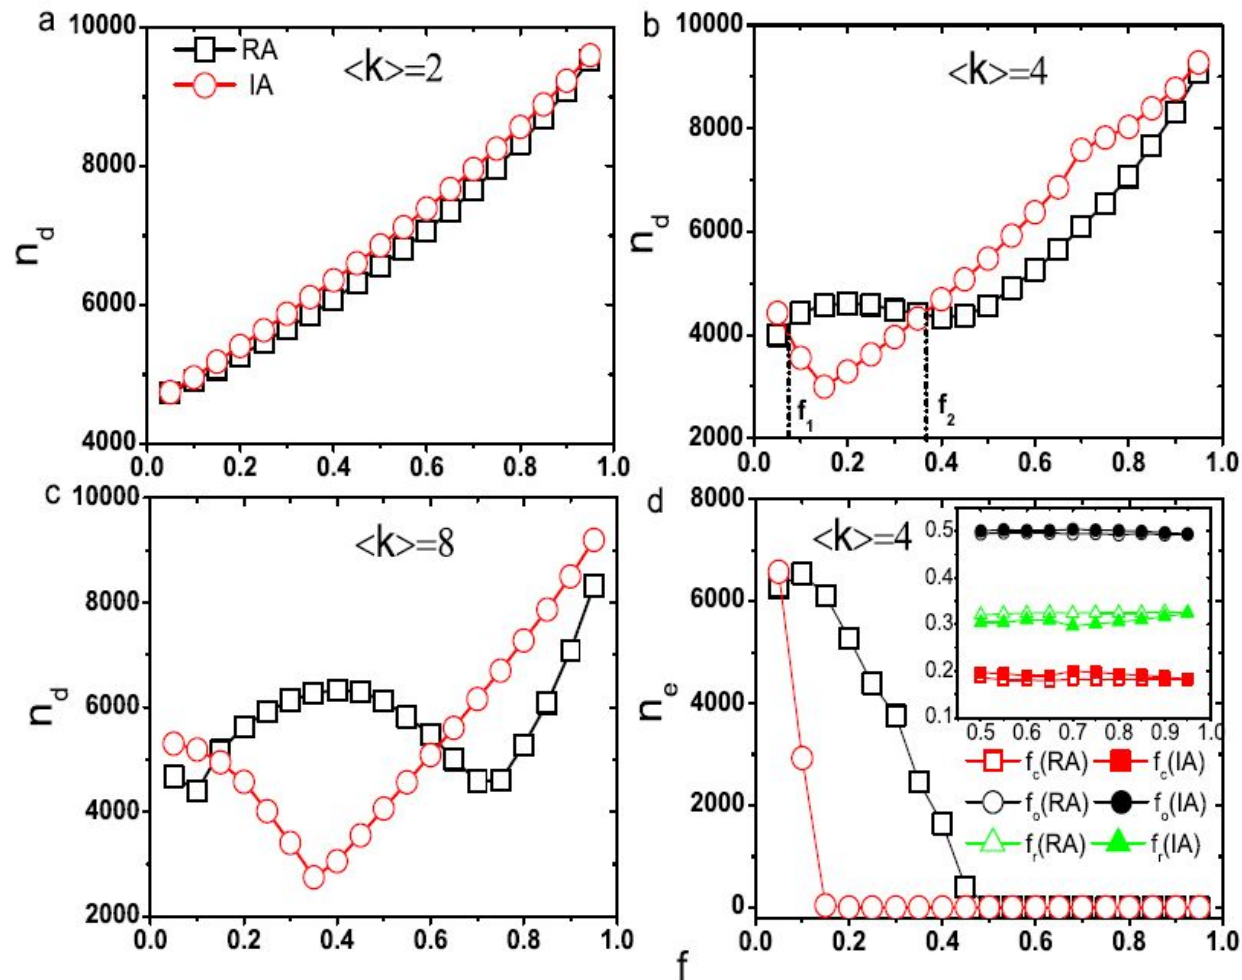 a
10000
8000
6000
4000
n_d
RA
IA
<k>=2
0.0 0.2 0.4 0.6 0.8 1.0
b
10000
8000
6000
4000
2000
n_d
<k>=4
f_1
f_2
0.0 0.2 0.4 0.6 0.8 1.0
c
10000
8000
6000
4000
2000
n_d
<k>=8
0.0 0.2 0.4 0.6 0.8 1.0
d
8000
6000
4000
2000
0
n_e
<k>=4
0.5
0.4
0.3
0.2
0.1
0.5 0.6 0.7 0.8 0.9 1.0
f_c(RA) f_c(IA)
f_o(RA) f_o(IA)
f_r(RA) f_r(IA)
0.0 0.2 0.4 0.6 0.8 1.0
f